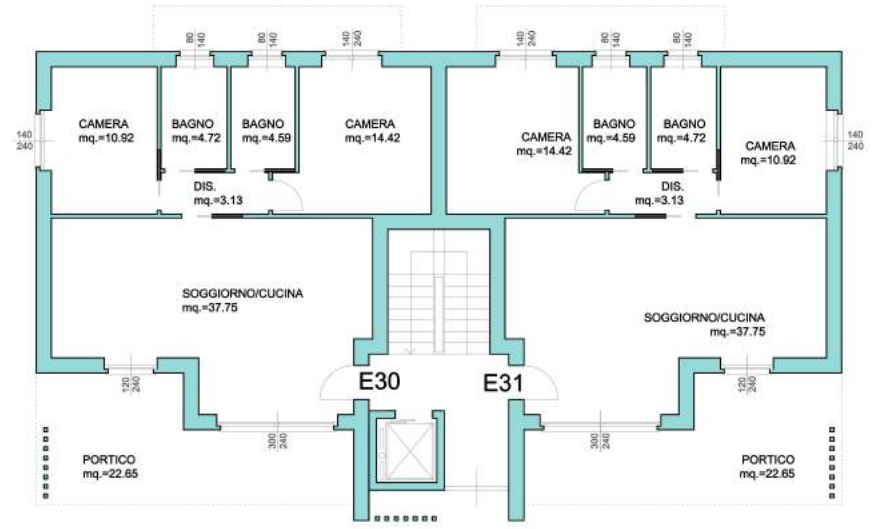 80
140
80
140
140
240
140
240
80
140
80
140
CAMERA
mq.=10.92
BAGNO
mq.=4.72
BAGNO
mq.=4.59
CAMERA
mq.=14.42
CAMERA
mq.=14.42
BAGNO
mq.=4.59
BAGNO
mq.=4.72
CAMERA
mq.=10.92
140
240
140
240
DIS.
mq.=3.13
DIS.
mq.=3.13
SOGGIORNO/CUCINA
mq.=37.75
SOGGIORNO/CUCINA
mq.=37.75
120
240
E30
E31
120
240
300
240
300
240
PORTICO
mq.=22.65
PORTICO
mq.=22.65